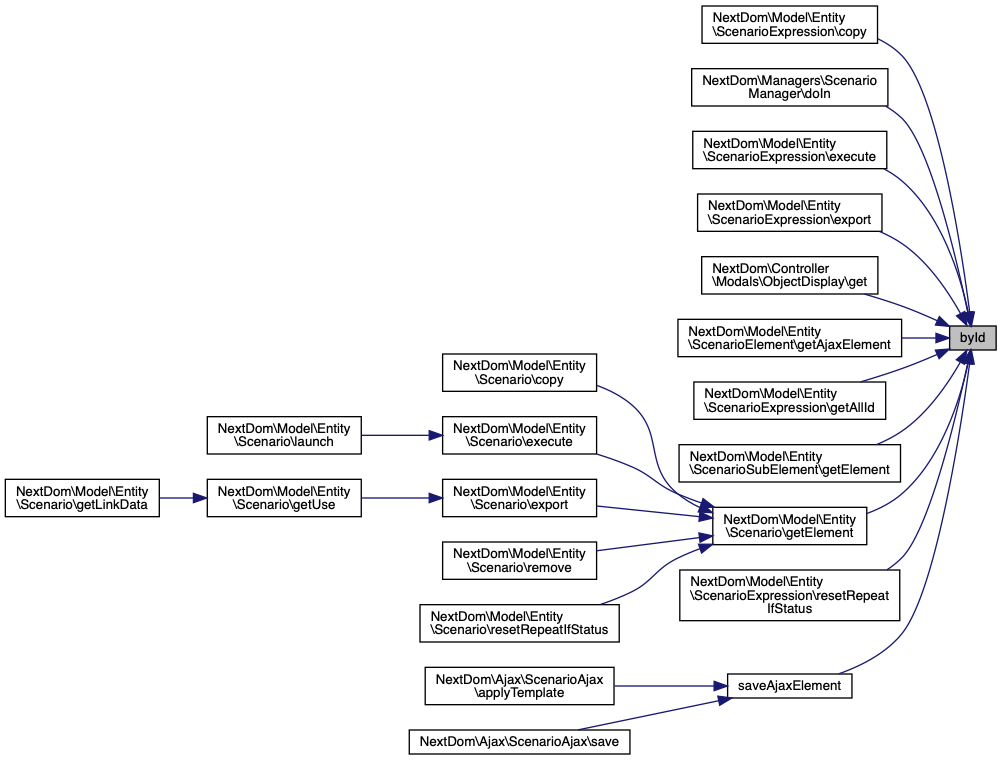 NextDom\Model\Entity
\ScenarioExpression\copy
NextDom\Managers\Scenario
Manager\doIn
NextDom\Model\Entity
\ScenarioExpression\execute
NextDom\Model\Entity
\ScenarioExpression\export
NextDom\Controller
\Modals\ObjectDisplay\get
NextDom\Model\Entity
\ScenarioElement\getAjaxElement
byId
NextDom\Model\Entity
\Scenario\copy
NextDom\Model\Entity
\ScenarioExpression\getAllId
NextDom\Model\Entity
\Scenario\launch
NextDom\Model\Entity
\Scenario\execute
NextDom\Model\Entity
\ScenarioSubElement\getElement
NextDom\Model\Entity
\Scenario\getLinkData
NextDom\Model\Entity
\Scenario\getUse
NextDom\Model\Entity
\Scenario\export
NextDom\Model\Entity
\Scenario\getElement
NextDom\Model\Entity
\Scenario\remove
NextDom\Model\Entity
\ScenarioExpression\resetRepeat
IfStatus
NextDom\Model\Entity
\Scenario\resetRepeatIfStatus
NextDom\Ajax\ScenarioAjax
\applyTemplate
saveAjaxElement
NextDom\Ajax\ScenarioAjax\save